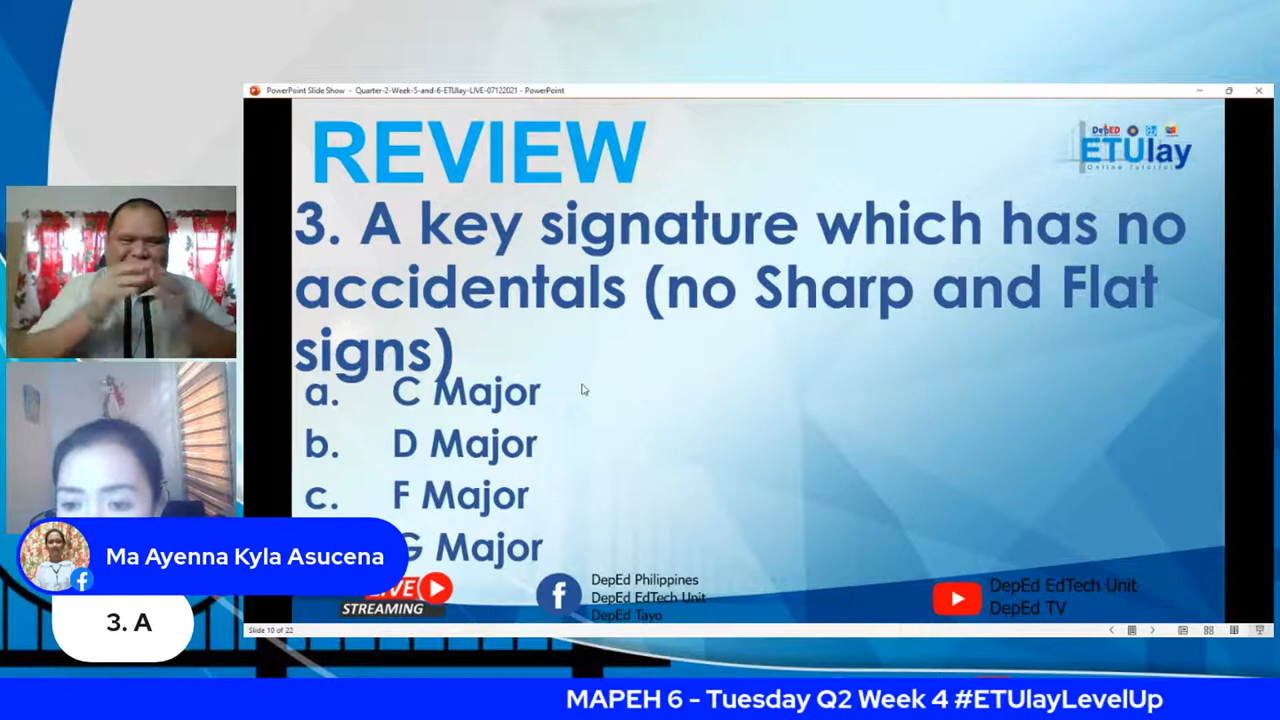 PowerPoint Slide Show - Quarter-2-Week-5-and-6-ETUlay-LIVE-07122021 - PowerPoint
REVIEW
DepED
ETUlay
Online Tutorial
3. A key signature which has no
accidentals (no Sharp and Flat
signs)
a. C Major
b. D Major
c. F Major
G Major
Ma Ayenna Kyla Asucena
3. A
LIVE
STREAMING
DepEd Philippines
DepEd EdTech Unit
DepEd Tayo
DepEd EdTech Unit
DepEd TV
Slide 10 of 22
MAPEH 6 - Tuesday Q2 Week 4 #ETUlayLevelUp